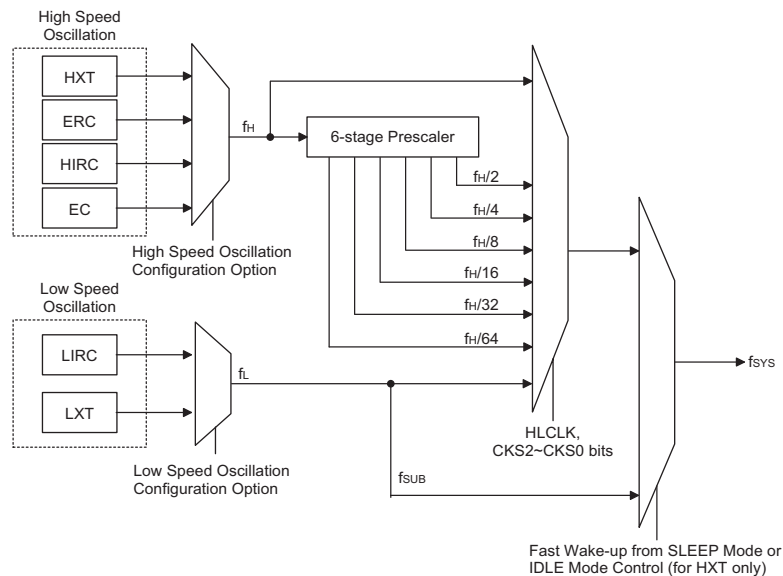 High Speed
Oscillation
HXT
ERC
HIRC
EC
fH
6-stage Prescaler
fH/2
fH/4
fH/8
fH/16
fH/32
fH/64
High Speed Oscillation
Configuration Option
Low Speed
Oscillation
LIRC
LXT
fL
Low Speed Oscillation
Configuration Option
HLCLK,
CKS2~CKS0 bits
fSUB
fSYS
Fast Wake-up from SLEEP Mode or
IDLE Mode Control (for HXT only)